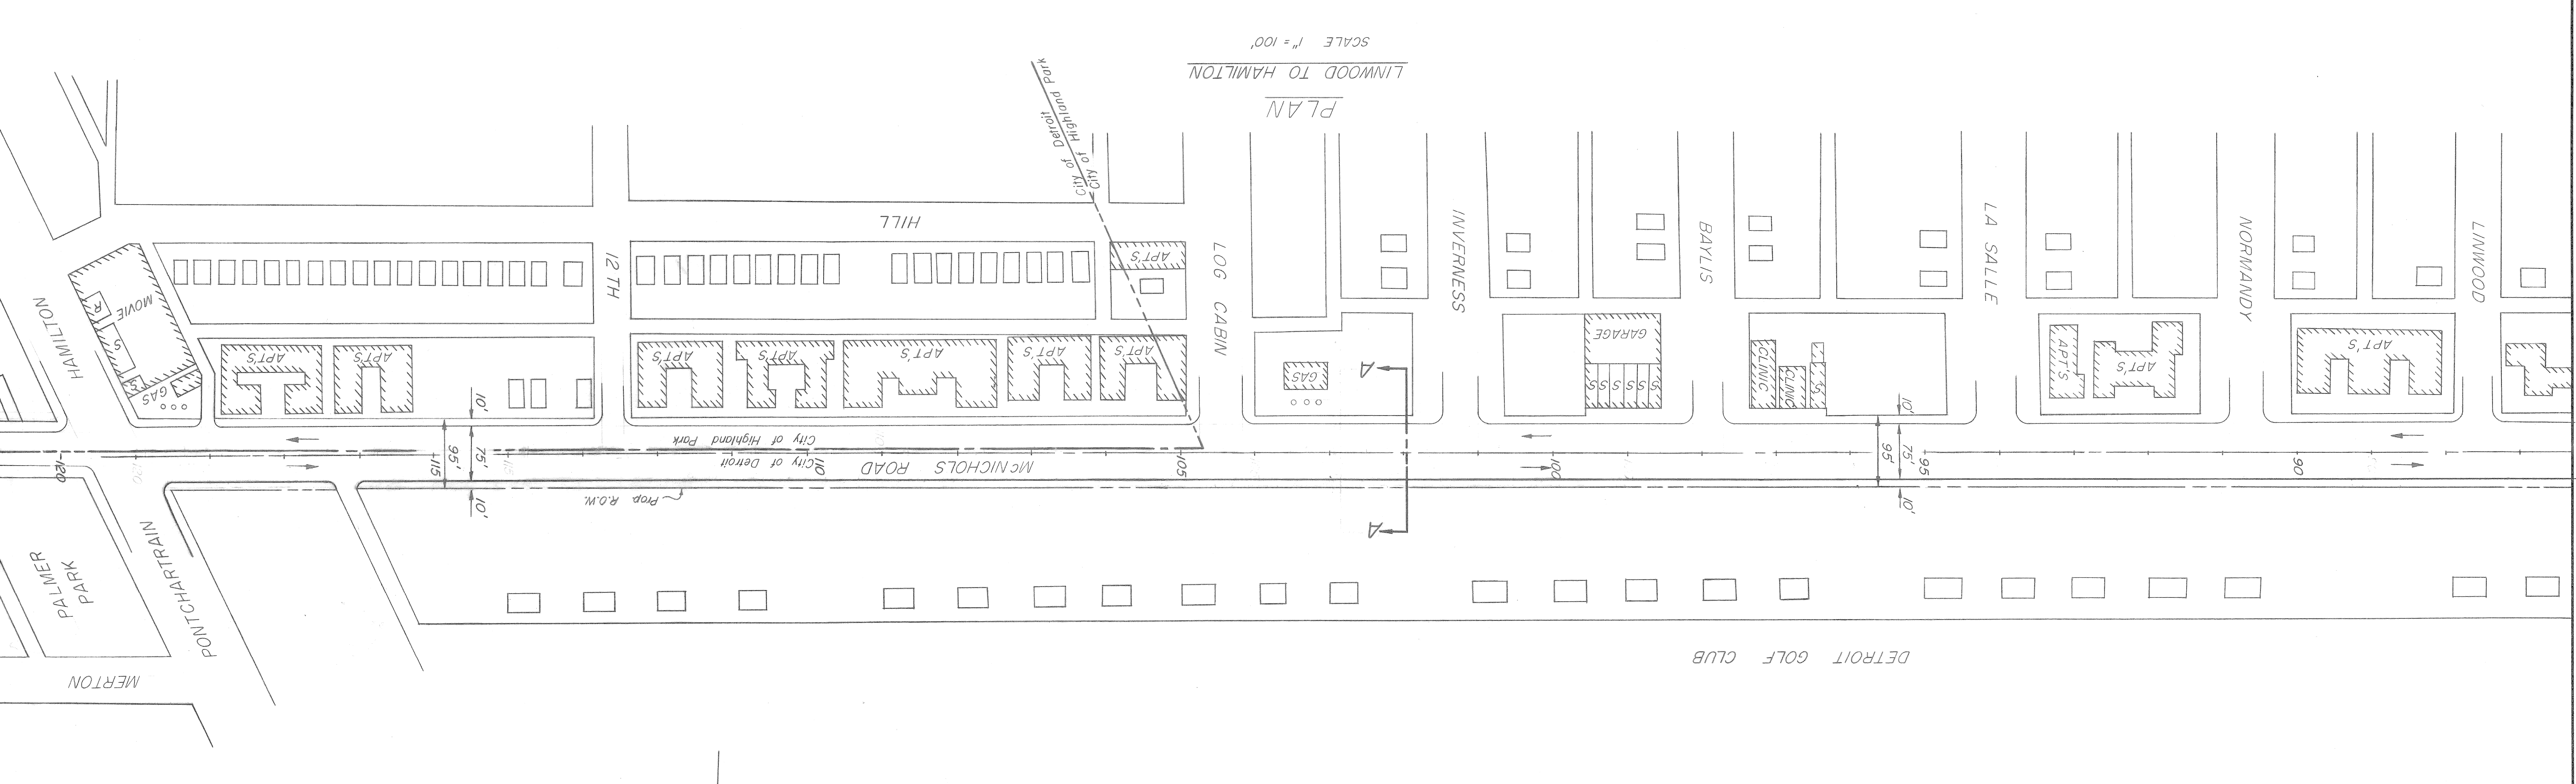 PLAN
LINWOOD TO HAMILTON
SCALE 1" = 100'
DETROIT GOLF CLUB
MERTON
PALMER
PARK
PONTCHARTRAIN
Prop R.O.W.
A
A
10'
75'
95'
10'
10'
75'
95'
10'
90
95
100
105
110
115
120
McNICHOLS ROAD
City of Detroit
City of Highland Park
LINWOOD
NORMANDY
LA SALLE
BAYLIS
INVERNESS
LOG CABIN
12 TH
HAMILTON
HILL
City of Detroit
City of Highland Park
APT'S
APT'S
APT'S
S
CLINIC
CLINIC
S
S
S
S
S
S
GARAGE
GAS
APT'S
APT'S
APT'S
APT'S
APT'S
APT'S
APT'S
APT'S
GAS
S
S
R
MOVIE